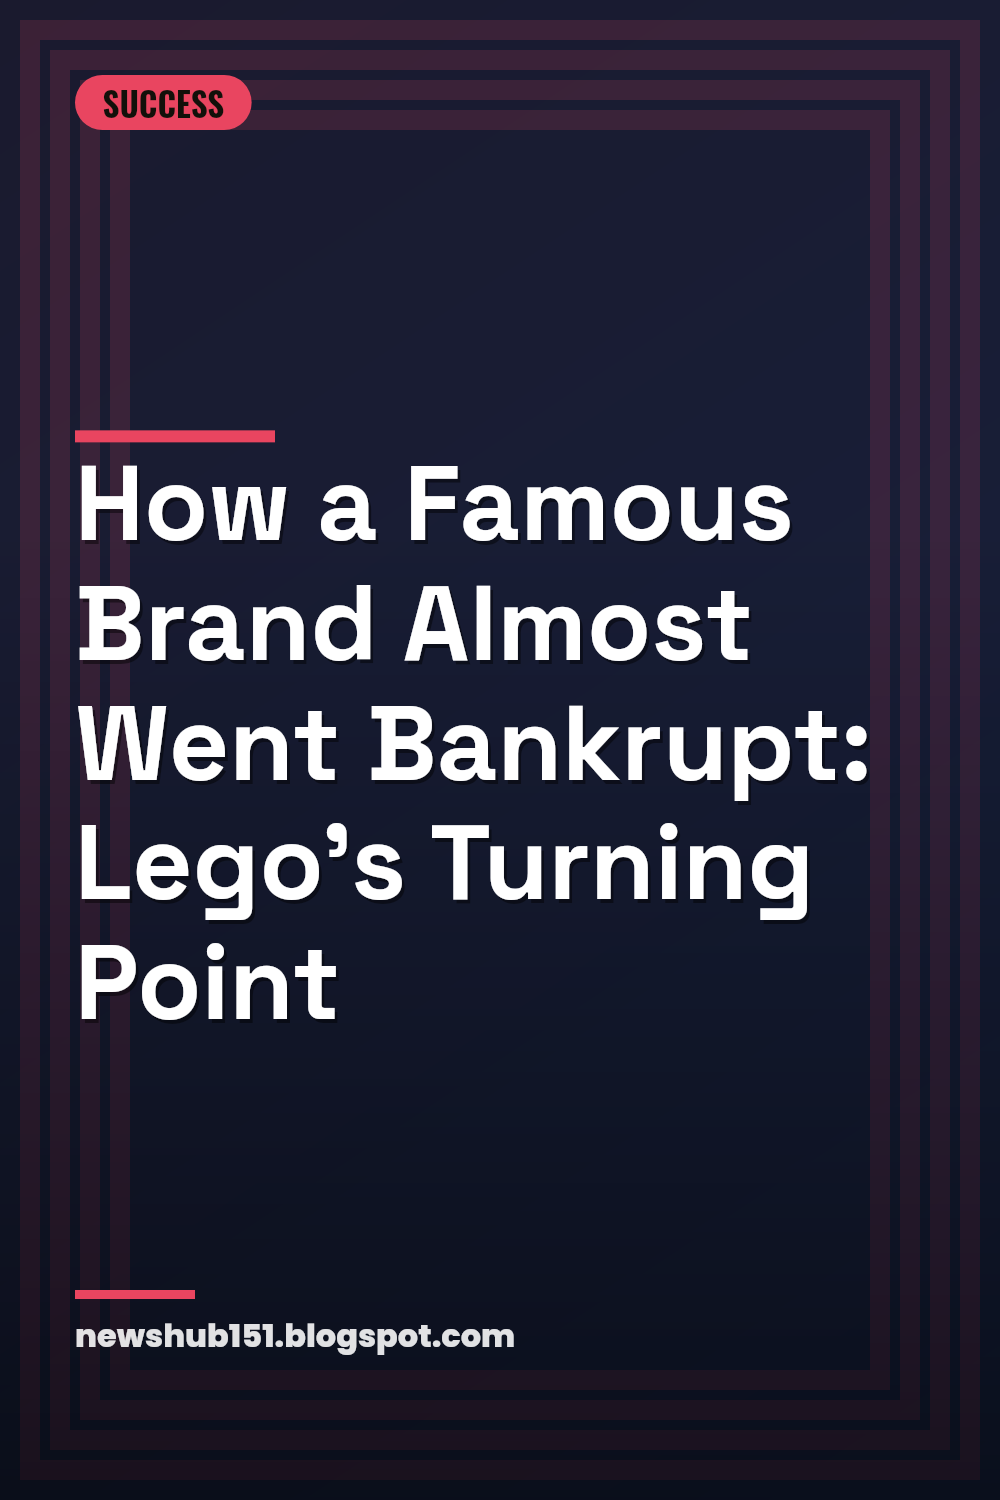 SUCCESS
How a Famous
Brand Almost
Went Bankrupt:
Lego’s Turning
Point
newshub151.blogspot.com